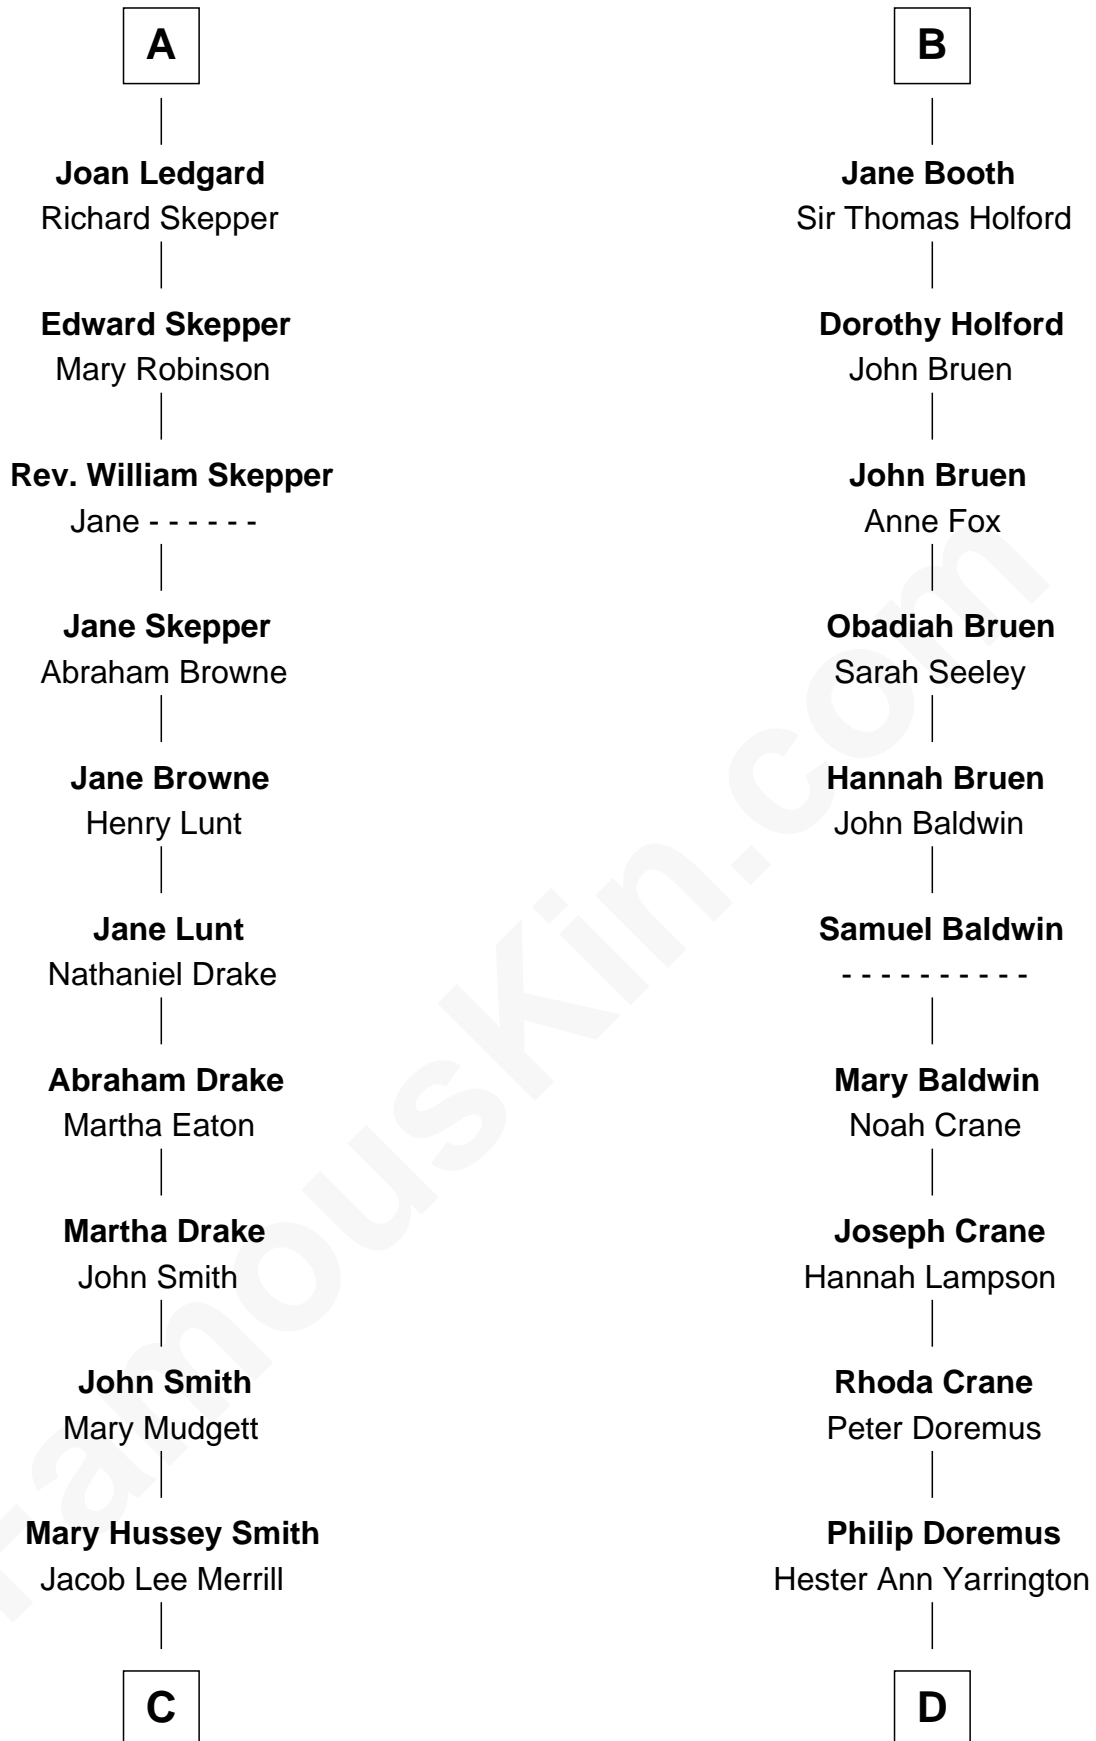 A
Joan Ledgard
Richard Skepper
Edward Skepper
Mary Robinson
Rev. William Skepper
Jane - - - - - -
Jane Skepper
Abraham Browne
Jane Browne
Henry Lunt
Jane Lunt
Nathaniel Drake
Abraham Drake
Martha Eaton
Martha Drake
John Smith
John Smith
Mary Mudgett
Mary Hussey Smith
Jacob Lee Merrill
C
B
Jane Booth
Sir Thomas Holford
Dorothy Holford
John Bruen
John Bruen
Anne Fox
Obadiah Bruen
Sarah Seeley
Hannah Bruen
John Baldwin
Samuel Baldwin
- - - - - - - - - -
Mary Baldwin
Noah Crane
Joseph Crane
Hannah Lampson
Rhoda Crane
Peter Doremus
Philip Doremus
Hester Ann Yarrington
D
FamousKin.com